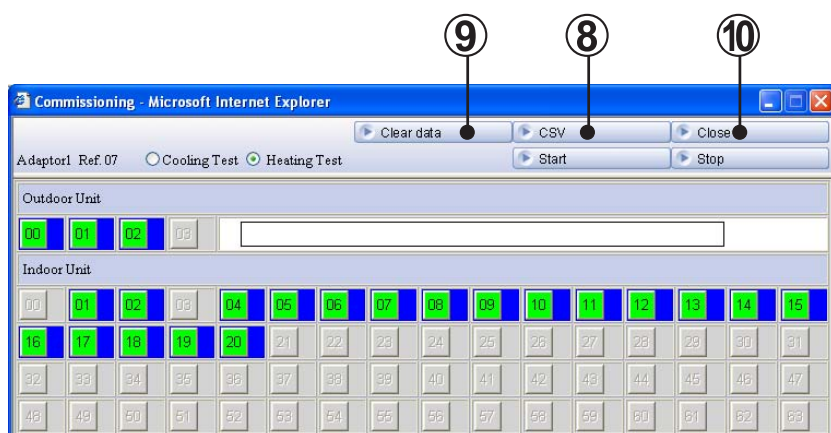 ⑨ ⑧ ⑩
Commissioning - Microsoft Internet Explorer
Clear data CSV Close
Adaptor1 Ref. 07 Cooling Test Heating Test Start Stop
Outdoor Unit
00 01 02 03
Indoor Unit
00 01 02 03 04 05 06 07 08 09 10 11 12 13 14 15
16 17 18 19 20 21 22 23 24 25 26 27 28 29 30 31
32 33 34 35 36 37 38 39 40 41 42 43 44 45 46 47
48 49 50 51 52 53 54 55 56 57 58 59 60 61 62 63